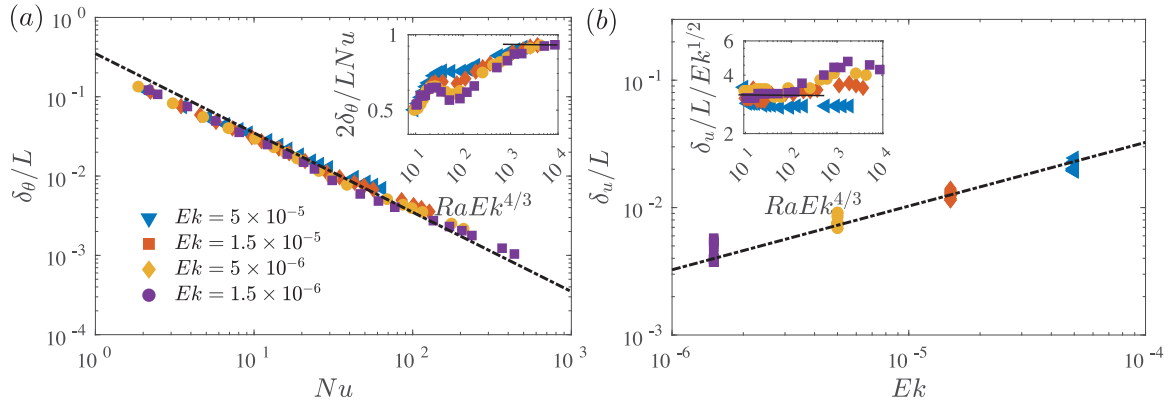 (a)
10^0
10^{-1}
10^{-2}
10^{-3}
10^{-4}
δ_θ/L
10^0 10^1 10^2 10^3
Nu
Ek = 5 × 10^{-5}
Ek = 1.5 × 10^{-5}
Ek = 5 × 10^{-6}
Ek = 1.5 × 10^{-6}
1
0.5
2δ_θ/LNu
10^1 10^2 10^3 10^4
RaEk^{4/3}
(b)
10^{-1}
10^{-2}
10^{-3}
δ_u/L
10^{-6} 10^{-5} 10^{-4}
Ek
6
4
2
δ_u/L/Ek^{1/2}
10^1 10^2 10^3 10^4
RaEk^{4/3}